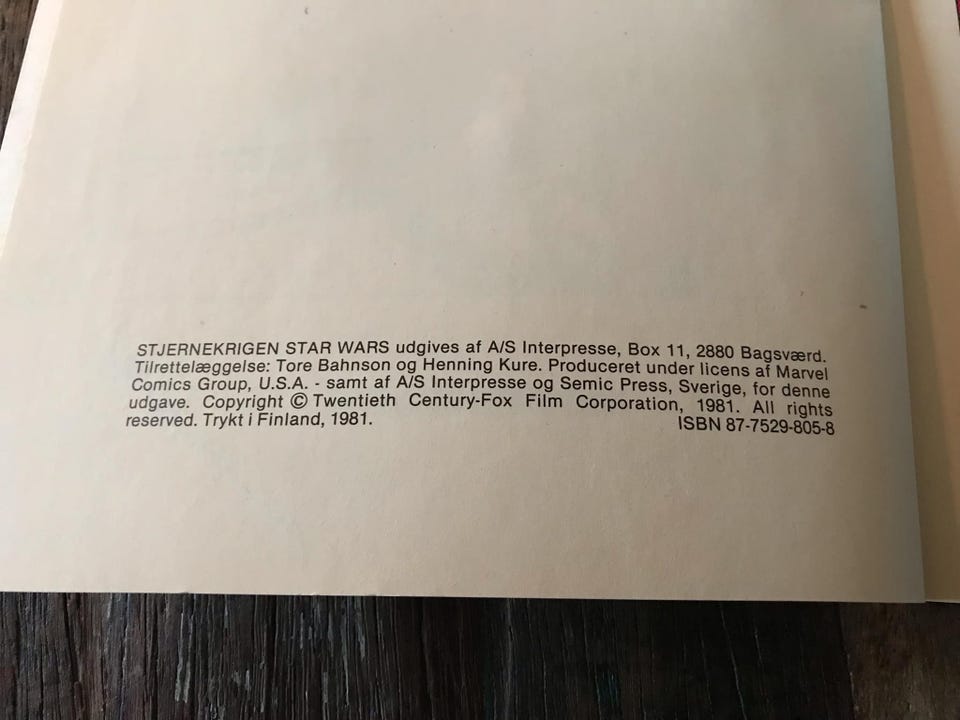 STJERNEKRIGEN STAR WARS udgives af A/S Interpresse, Box 11, 2880 Bagsværd.
Tilrettelæggelse: Tore Bahnson og Henning Kure. Produceret under licens af Marvel
Comics Group, U.S.A. - samt af A/S Interpresse og Semic Press, Sverige, for denne
udgave. Copyright © Twentieth Century-Fox Film Corporation, 1981. All rights
reserved. Trykt i Finland, 1981. ISBN 87-7529-805-8